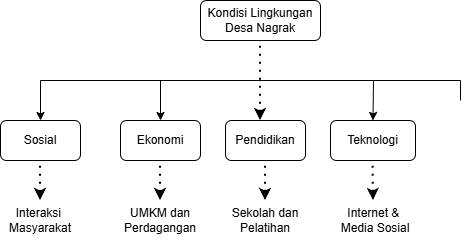 Kondisi Lingkungan
Desa Nagrak
Sosial
Ekonomi
Pendidikan
Teknologi
Interaksi
Masyarakat
UMKM dan
Perdagangan
Sekolah dan
Pelatihan
Internet &
Media Sosial